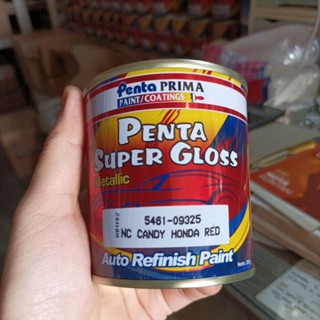 Penta PRIMA
PAINT/COATINGS
PENTA
SUPER GLOSS
Metallic
5461-09325
NC CANDY HONDA RED
Auto Refinish Paint